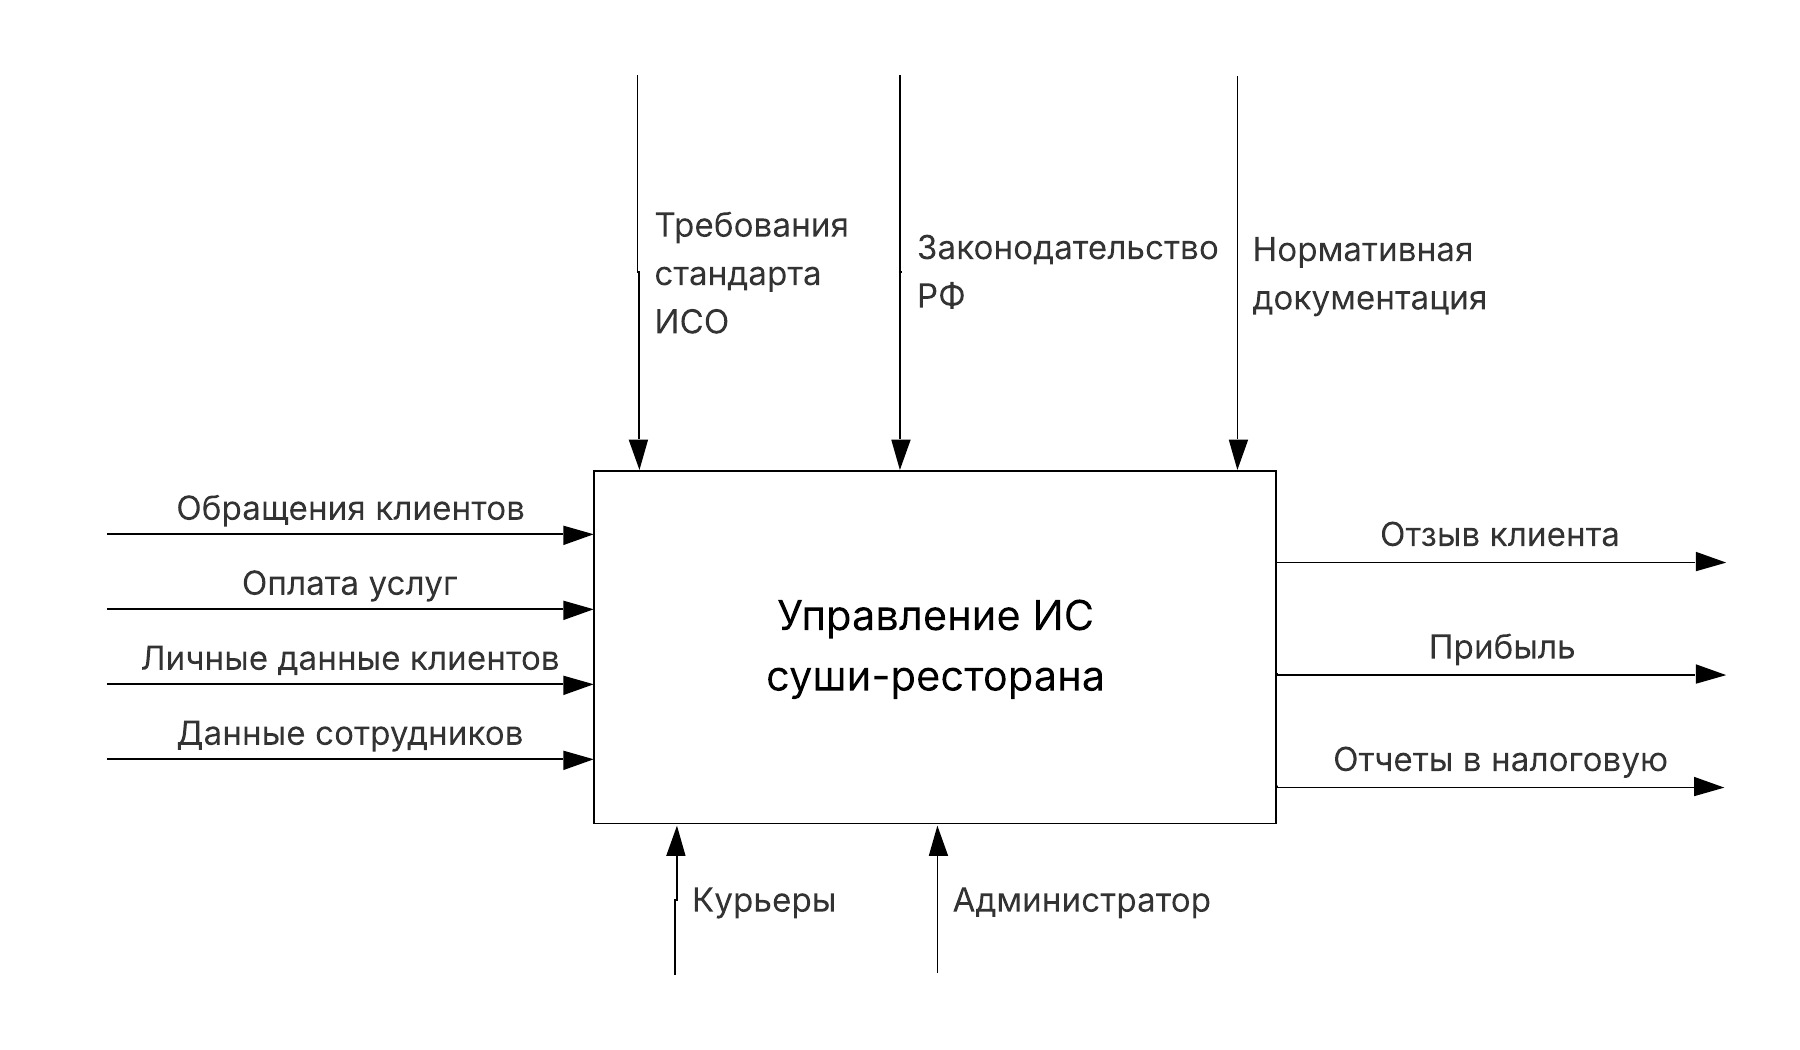 Требования
стандарта
ИСО
Законодательство
РФ
Нормативная
документация
Обращения клиентов
Оплата услуг
Личные данные клиентов
Данные сотрудников
Управление ИС
суши-ресторана
Отзыв клиента
Прибыль
Отчеты в налоговую
Курьеры
Администратор